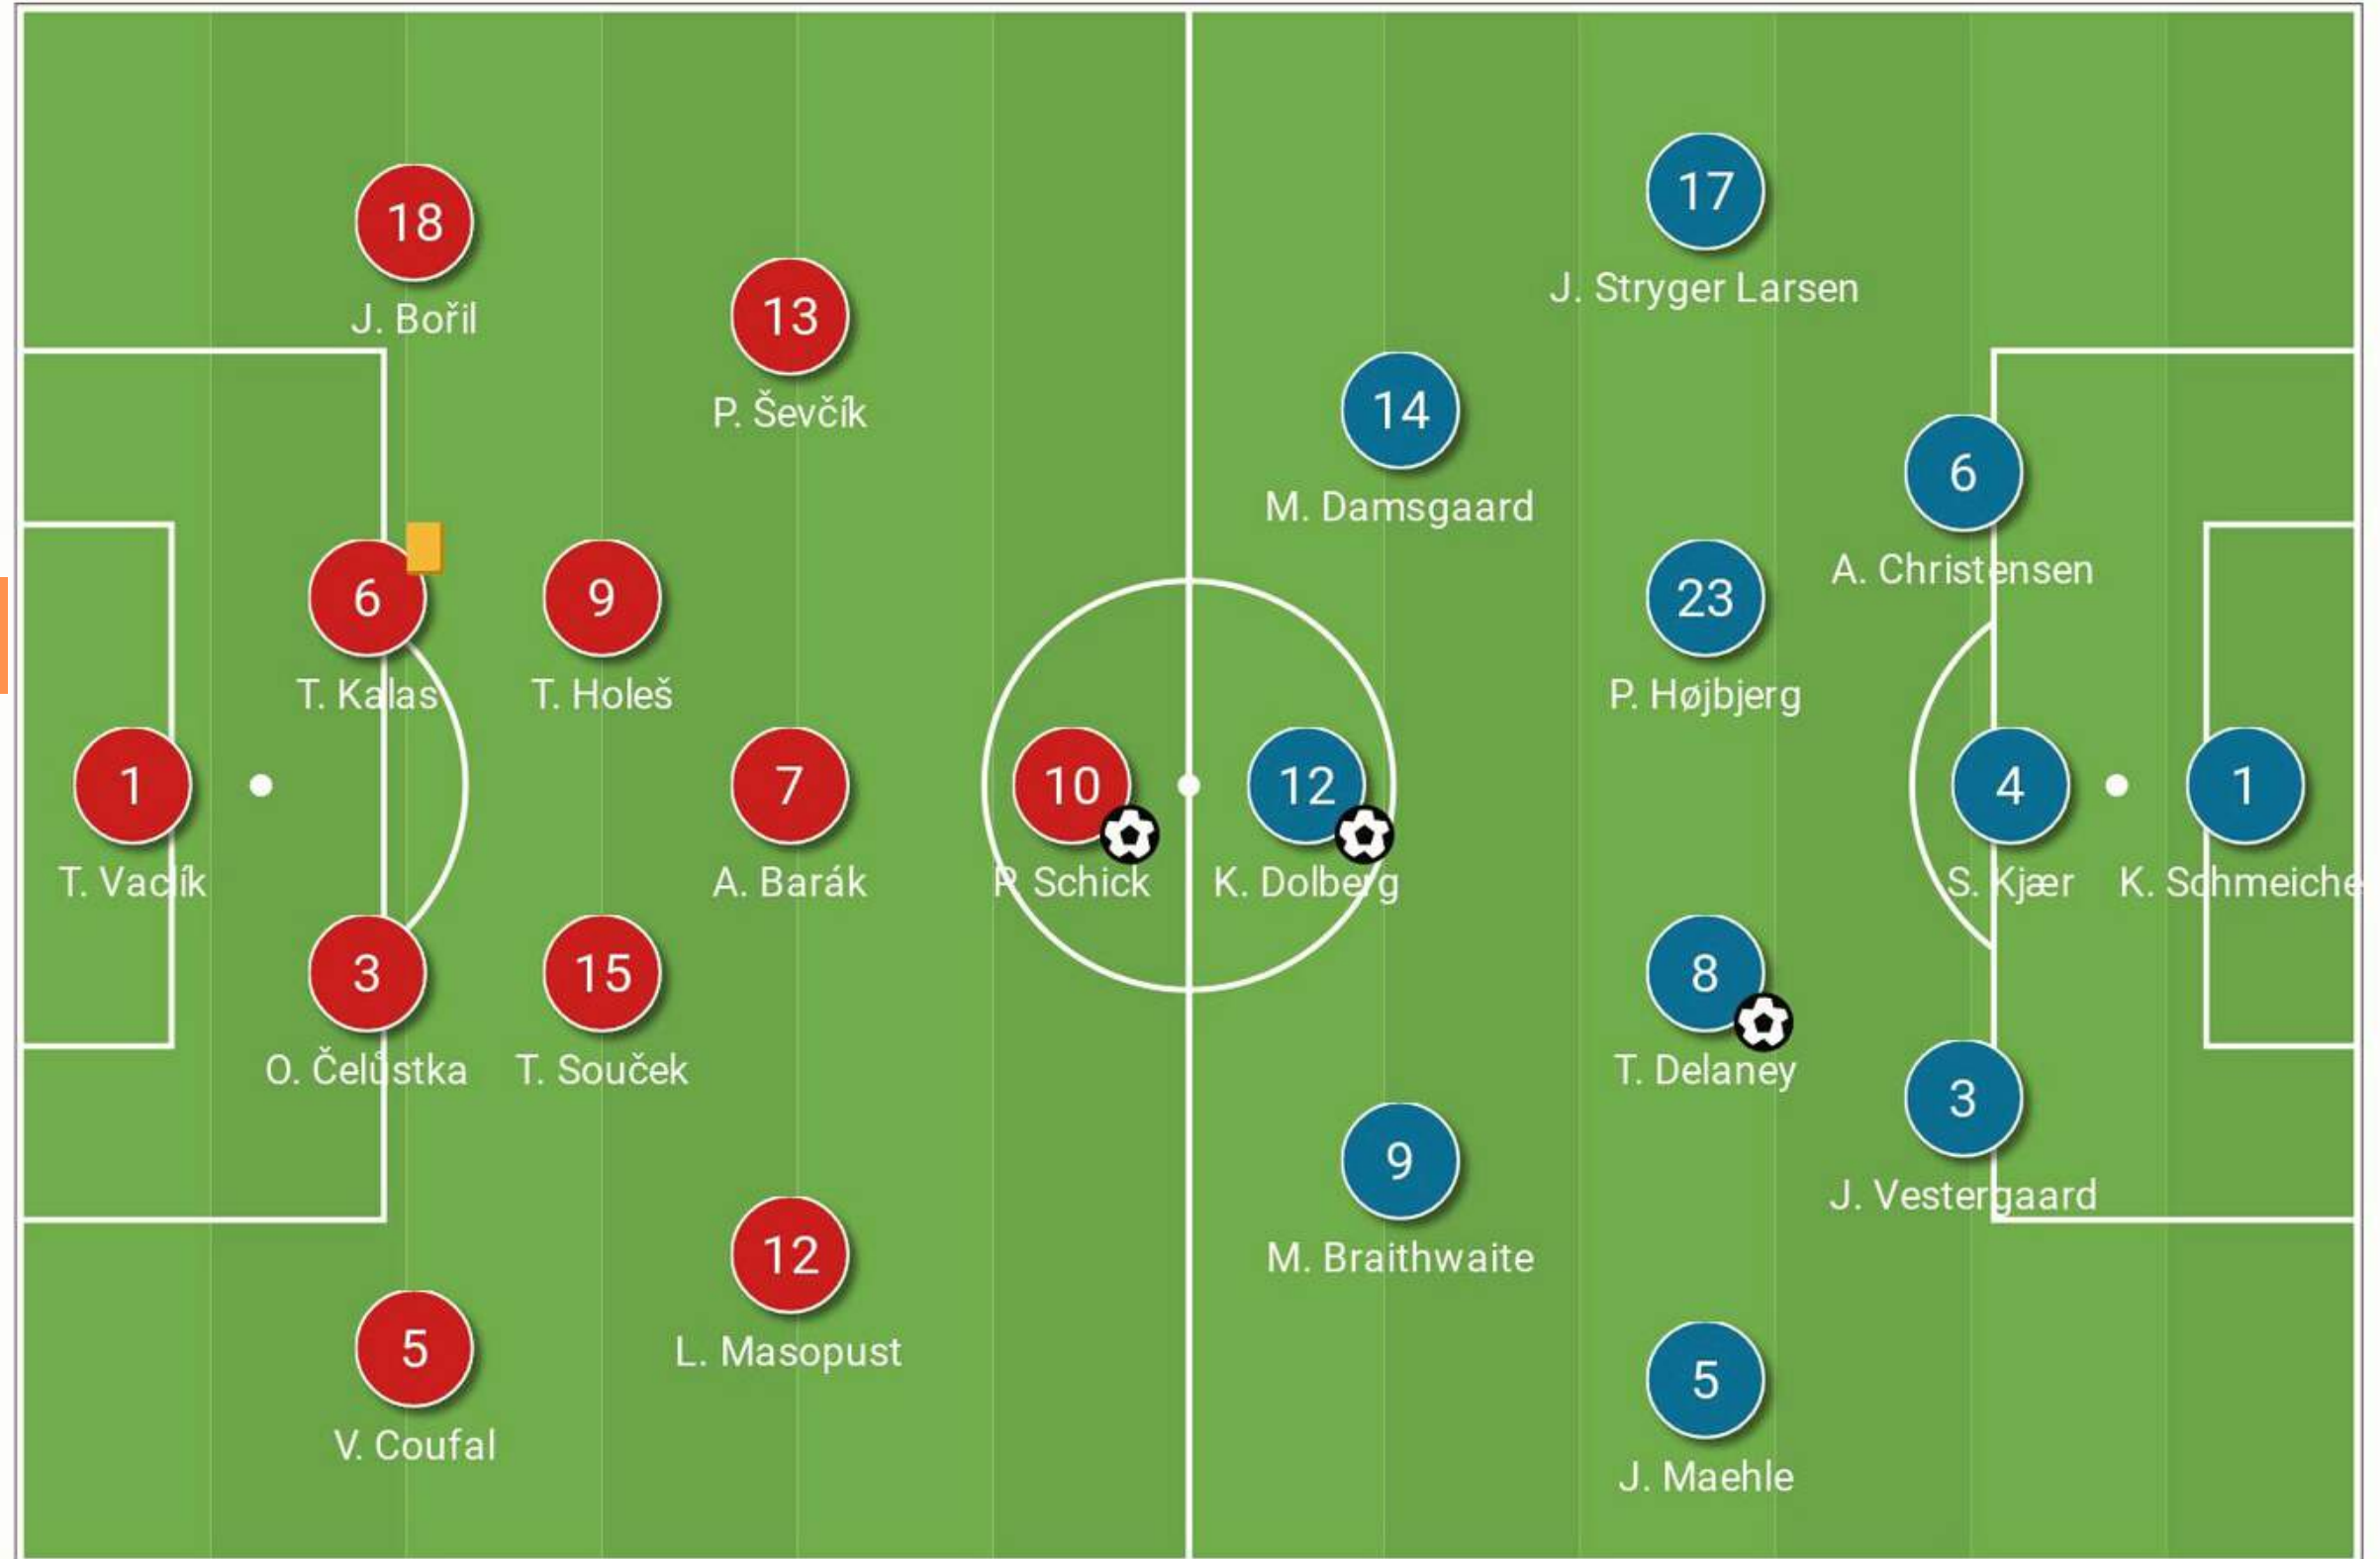 18
J. Bořil
13
P. Ševčík
6
T. Kalas
9
T. Holeš
1
T. Vaclík
7
A. Barák
10
P. Schick
3
O. Čelůstka
15
T. Souček
12
L. Masopust
5
V. Coufal
17
J. Stryger Larsen
14
M. Damsgaard
6
A. Christensen
23
P. Højbjerg
12
K. Dolberg
4
S. Kjær
1
K. Schmeiche
8
T. Delaney
3
J. Vestergaard
9
M. Braithwaite
5
J. Maehle